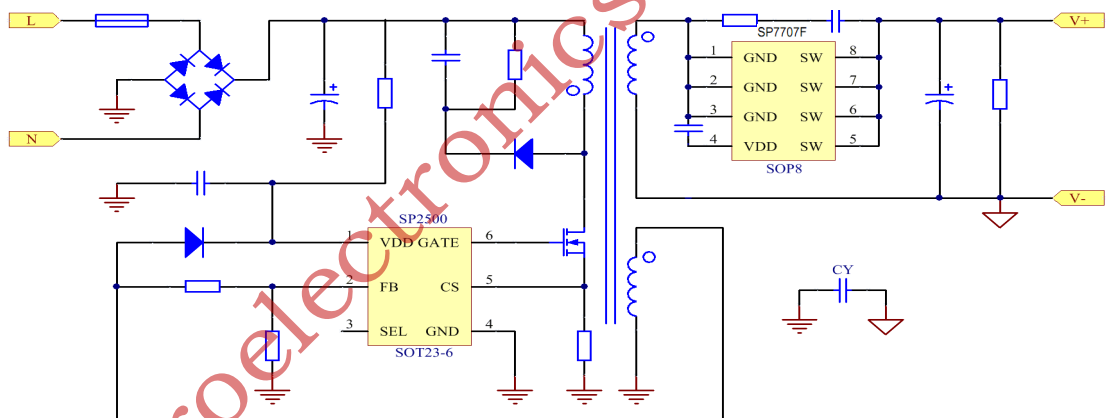 L
N
V+
V-
SP7707F
1 GND SW 8
2 GND SW 7
3 GND SW 6
4 VDD SW 5
SOP8
SP2500
1 VDD GATE 6
2 FB CS 5
3 SEL GND 4
SOT23-6
CY
roelectronics